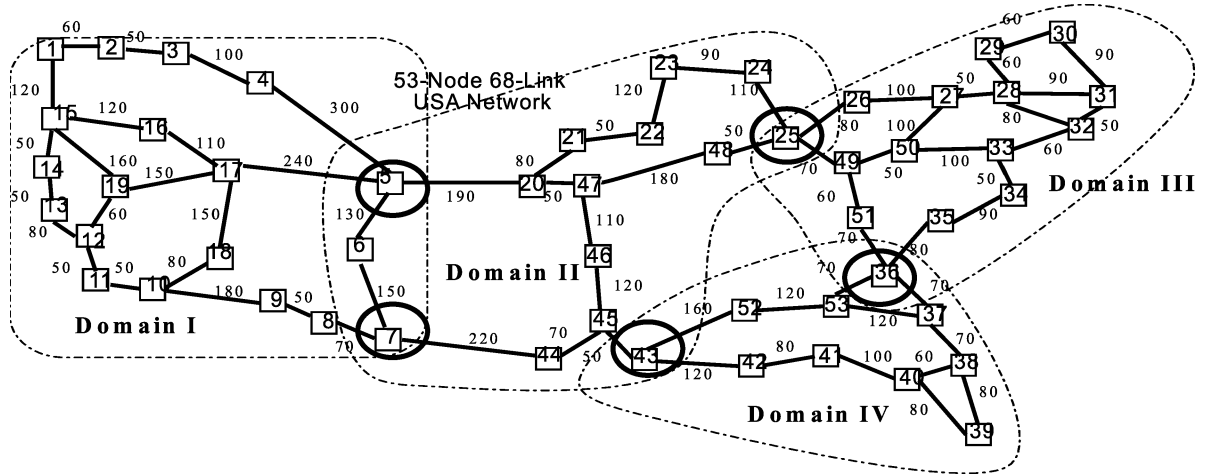 60
1 2 50 3
100
4
53-Node 68-Link
USA Network
300
120
15 120 16
110
50
14 160 17 240
150
19
50
13 60
80 12
150
18
50 11 50 10 80
180 9 50 8
70
Domain I
5
130
6
150
7
190
220
23 90 24
120 110
21 50 22
80
20 50 47
180
48 50 25
110
46
120
45
70
44
50
Domain II
26 100 27 50 28
80
70
29 60 30
60
90
90 31
80 32 50
60
49 50 50 100
100 33
50
34
90
35
80
60
51
70
36
Domain III
70
70
43 160 52 120 53
120 37
70
120 42 80 41 100 40 60 38
80
80
39
Domain IV